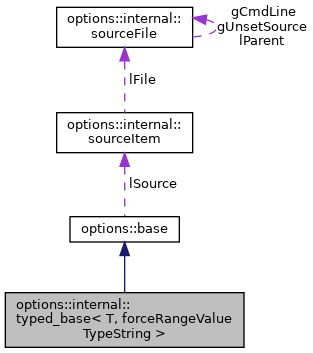 options::internal::
sourceFile
gCmdLine
gUnsetSource
lParent
lFile
options::internal::
sourceItem
lSource
options::base
options::internal::
typed_base< T, forceRangeValue
TypeString >